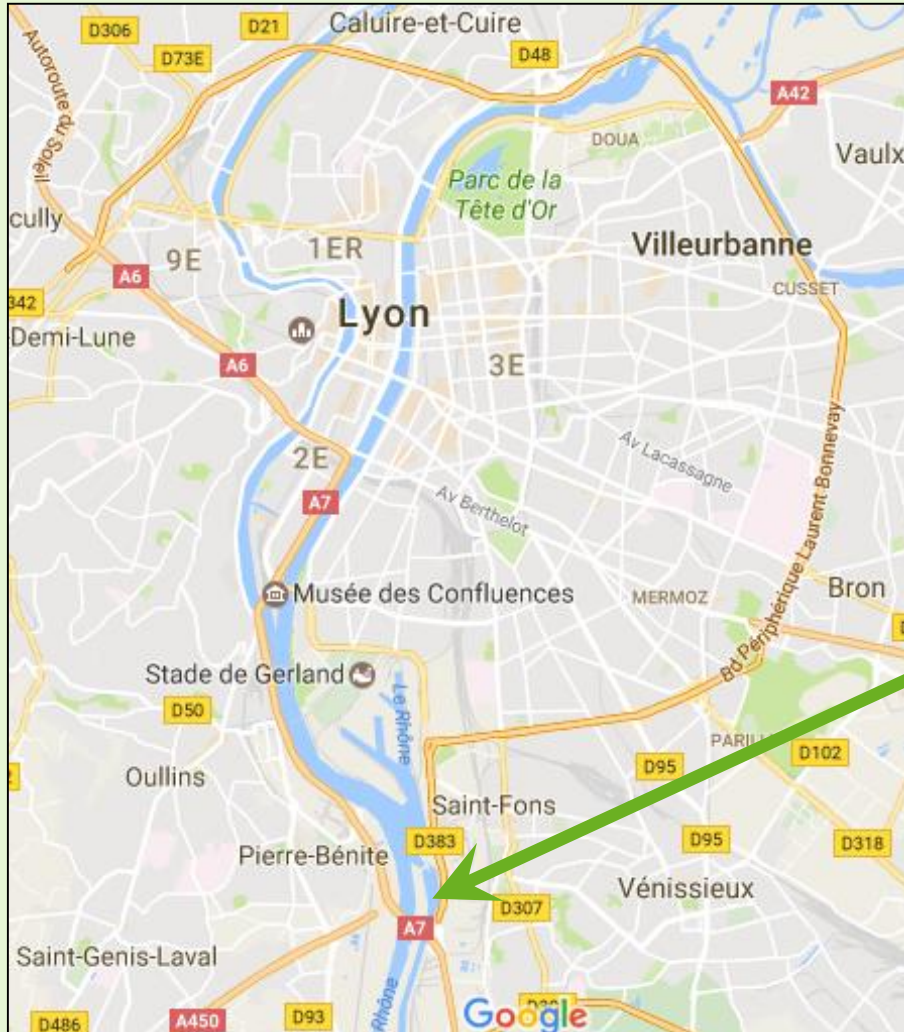 D306
D21
Caluire-et-Cuire
D73E
D48
Autoroute du Soleil
A42
DOUA
Vaulx
Parc de la
Tête d'Or
cully
9E
1ER
Villeurbanne
A6
CUSSET
342
Lyon
-Demi-Lune
3E
A6
Av Lacassagne
2E
A7
Av Berthelot
Bd Périphérique Laurent Bonnevay
Musée des Confluences
MERMOZ
Bron
Stade de Gerland
Le Rhône
D50
PARILL
D102
Oullins
D95
Saint-Fons
D383
D95
D318
Pierre-Bénite
Vénissieux
D307
A7
Saint-Genis-Laval
Rhône
Google
D486
A450
D93